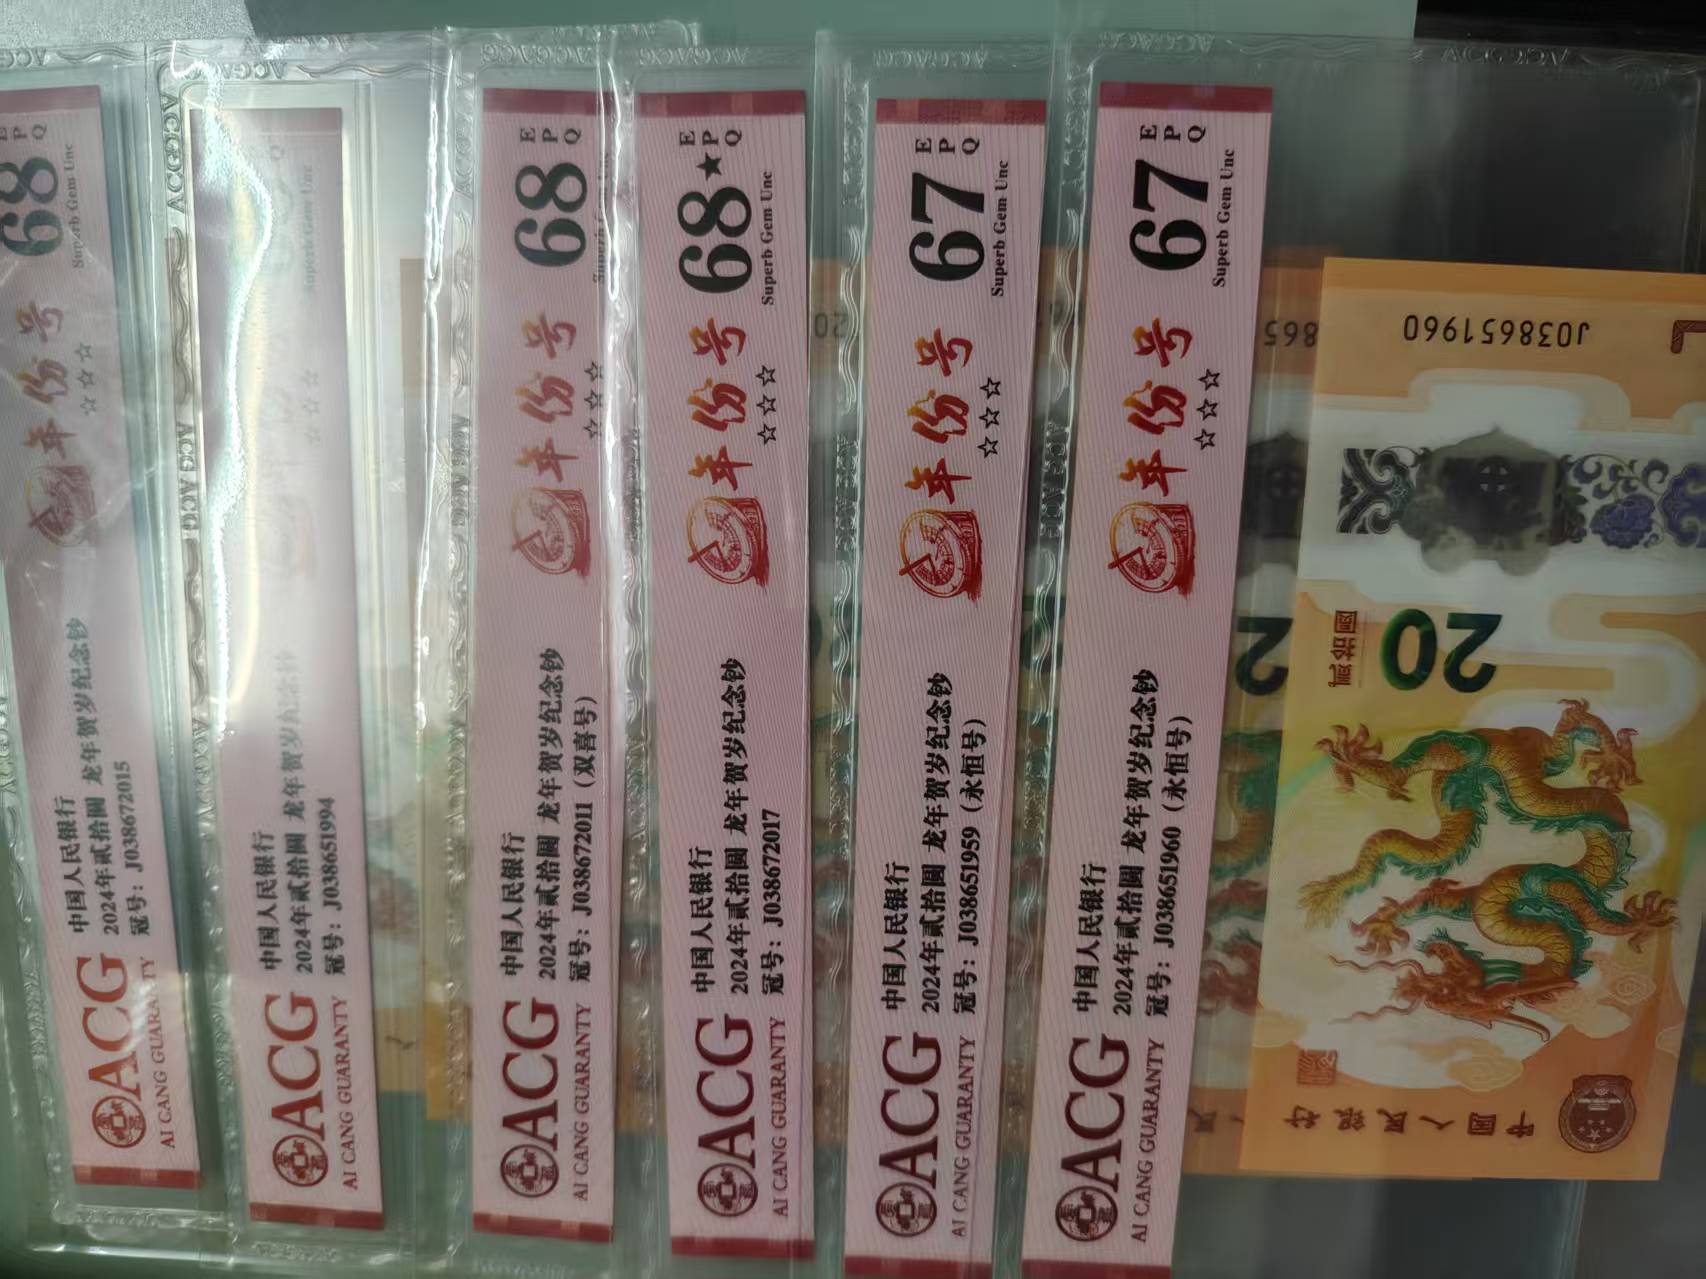 ACG
AI CANG GUARANTY
中国人民银行
2024年贰拾圆 龙年贺岁纪念钞
冠号：J038672015
年份号
☆☆☆
68
EPQ
Superb Gem Unc
ACG
AI CANG GUARANTY
中国人民银行
2024年贰拾圆 龙年贺岁纪念钞
冠号：J038651994
Superb Gem Unc
ACG
AI CANG GUARANTY
中国人民银行
2024年贰拾圆 龙年贺岁纪念钞
冠号：J038672011（双喜号）
年份号
☆☆☆
68
EPQ
ACG
AI CANG GUARANTY
中国人民银行
2024年贰拾圆 龙年贺岁纪念钞
冠号：J038672017
年份号
☆☆☆
68★
EPQ
Superb Gem Unc
ACG
AI CANG GUARANTY
中国人民银行
2024年贰拾圆 龙年贺岁纪念钞
冠号：J038651959（永恒号）
年份号
☆☆☆
67
EPQ
Superb Gem Unc
ACG
AI CANG GUARANTY
中国人民银行
2024年贰拾圆 龙年贺岁纪念钞
冠号：J038651960（永恒号）
年份号
☆☆☆
67
EPQ
Superb Gem Unc
中国人民银行
20
贰拾圆
J038651960